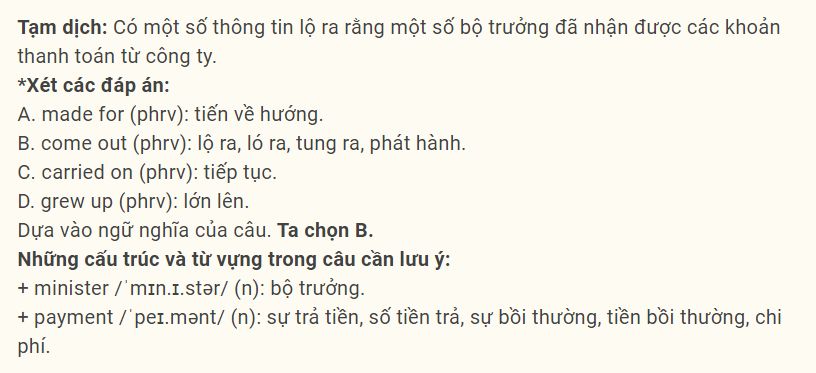 Tạm dịch: Có một số thông tin lộ ra rằng một số bộ trưởng đã nhận được các khoản
thanh toán từ công ty.
*Xét các đáp án:
A. made for (phrv): tiến về hướng.
B. come out (phrv): lộ ra, ló ra, tung ra, phát hành.
C. carried on (phrv): tiếp tục.
D. grew up (phrv): lớn lên.
Dựa vào ngữ nghĩa của câu. Ta chọn B.
Những cấu trúc và từ vựng trong câu cần lưu ý:
+ minister /ˈmɪn.ɪ.stər/ (n): bộ trưởng.
+ payment /ˈpeɪ.mənt/ (n): sự trả tiền, số tiền trả, sự bồi thường, tiền bồi thường, chi
phí.